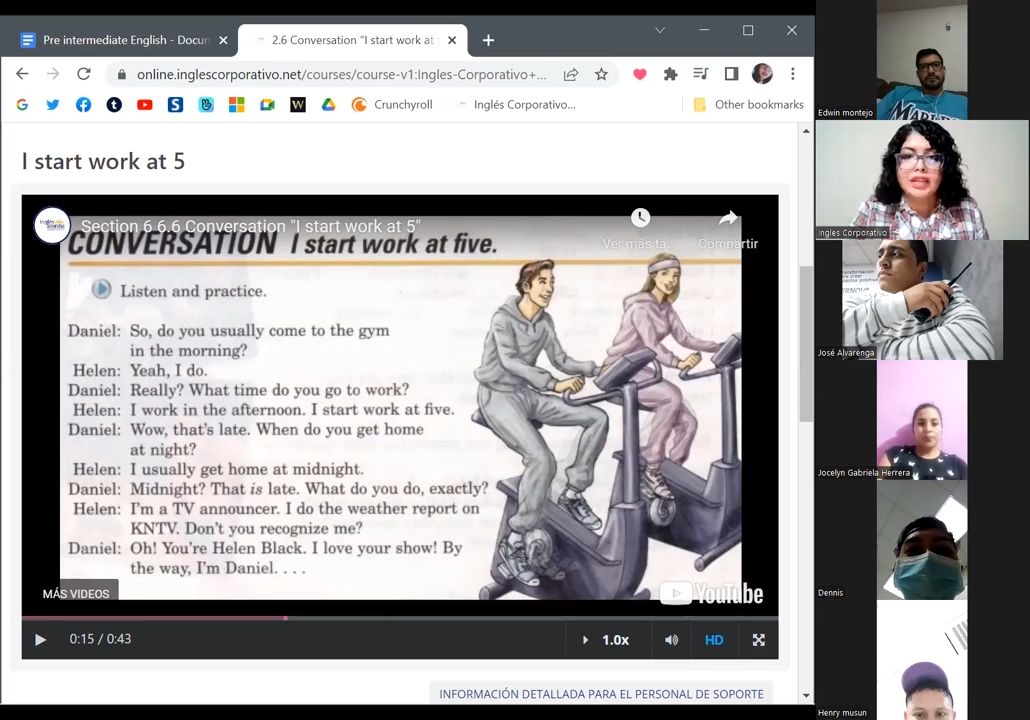 Pre intermediate English - Docun
2.6 Conversation "I start work at
online.inglescorporativo.net/courses/course-v1:Ingles-Corporativo+...
Crunchyroll
Inglés Corporativo...
Other bookmarks
I start work at 5
Section 6 6.6 Conversation "I start work at 5"
Ver más ta...
Compartir
CONVERSATION I start work at five.
Listen and practice.
Daniel: So, do you usually come to the gym
in the morning?
Helen: Yeah, I do.
Daniel: Really? What time do you go to work?
Helen: I work in the afternoon. I start work at five.
Daniel: Wow, that's late. When do you get home
at night?
Helen: I usually get home at midnight.
Daniel: Midnight? That is late. What do you do, exactly?
Helen: I'm a TV announcer. I do the weather report on
KNTV. Don't you recognize me?
Daniel: Oh! You're Helen Black. I love your show! By
the way, I'm Daniel. . . .
MÁS VIDEOS
YouTube
0:15 / 0:43
1.0x
HD
INFORMACIÓN DETALLADA PARA EL PERSONAL DE SOPORTE
Edwin montejo
Ingles Corporativo
José Alvarenga
Jocelyn Gabriela Herrera
Dennis
Henry musun